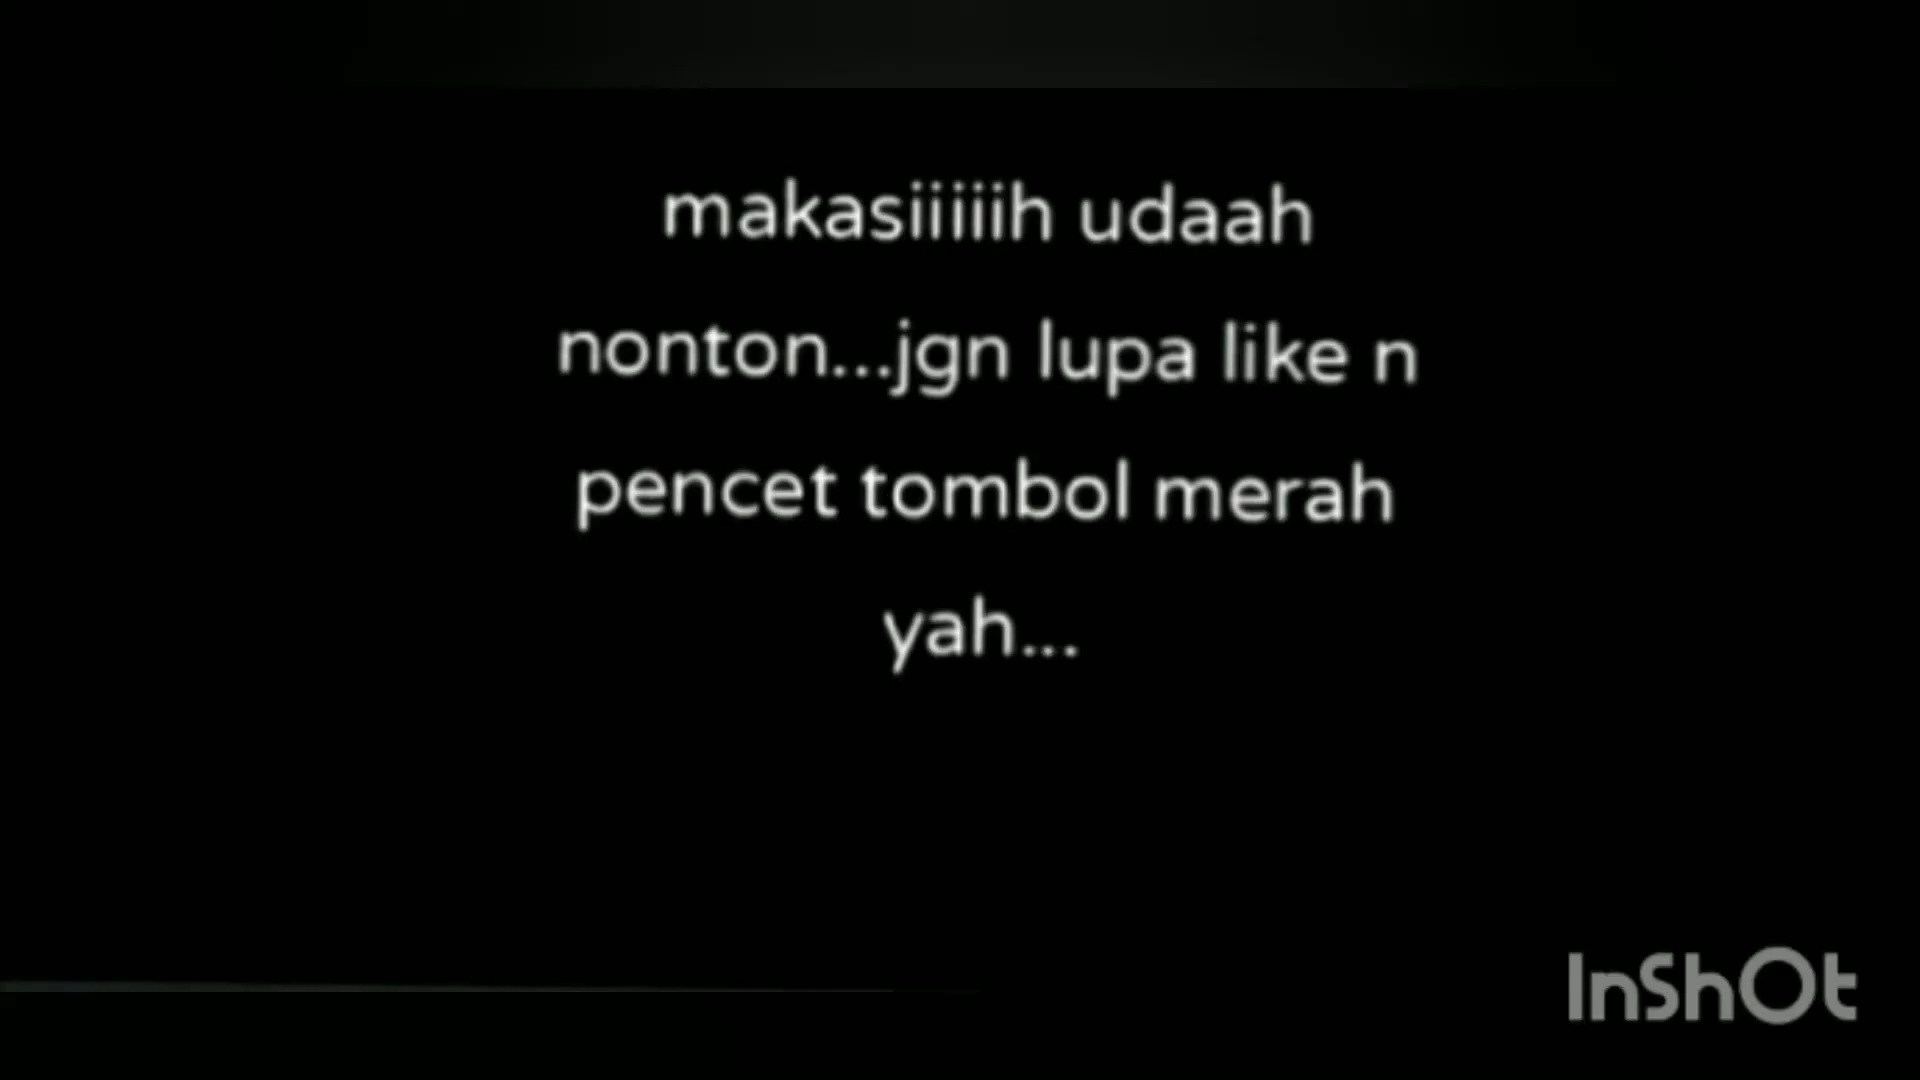 makasiiiiih udaah
nonton...jgn lupa like n
pencet tombol merah
yah...
InShOt